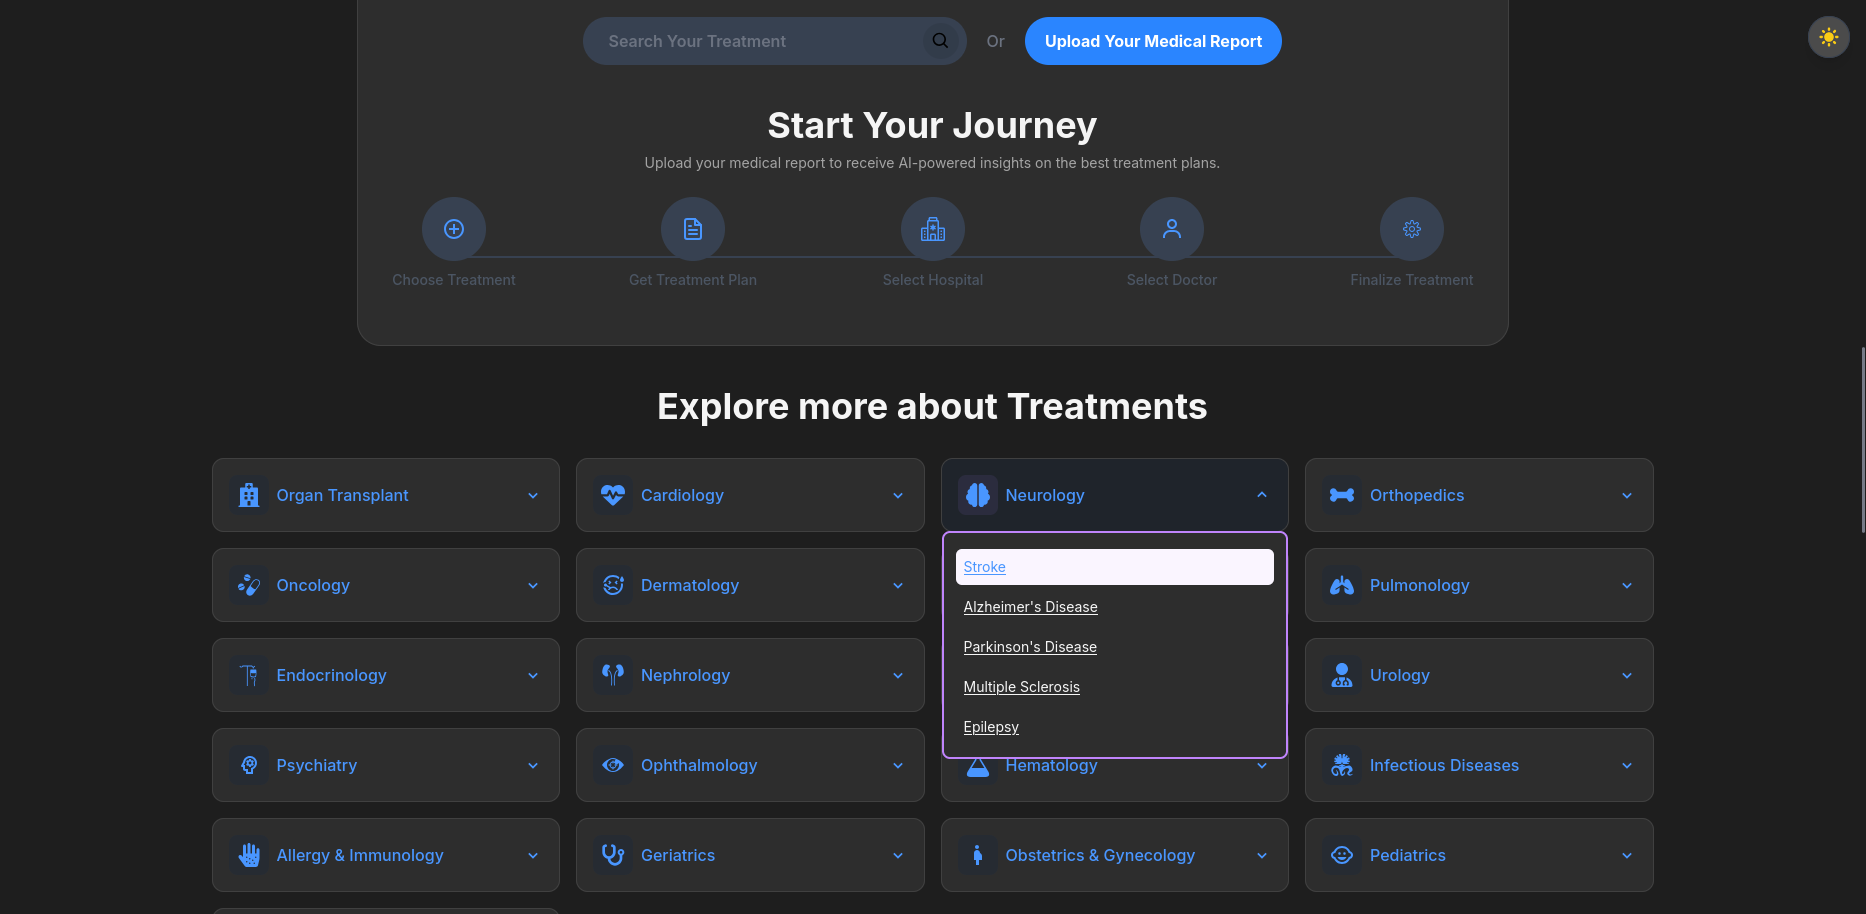 Search Your Treatment
Or
Upload Your Medical Report
Start Your Journey
Upload your medical report to receive AI-powered insights on the best treatment plans.
Choose Treatment
Get Treatment Plan
Select Hospital
Select Doctor
Finalize Treatment
Explore more about Treatments
Organ Transplant
Cardiology
Neurology
Orthopedics
Stroke
Alzheimer's Disease
Parkinson's Disease
Multiple Sclerosis
Epilepsy
Oncology
Dermatology
Pulmonology
Endocrinology
Nephrology
Urology
Psychiatry
Ophthalmology
Hematology
Infectious Diseases
Allergy & Immunology
Geriatrics
Obstetrics & Gynecology
Pediatrics